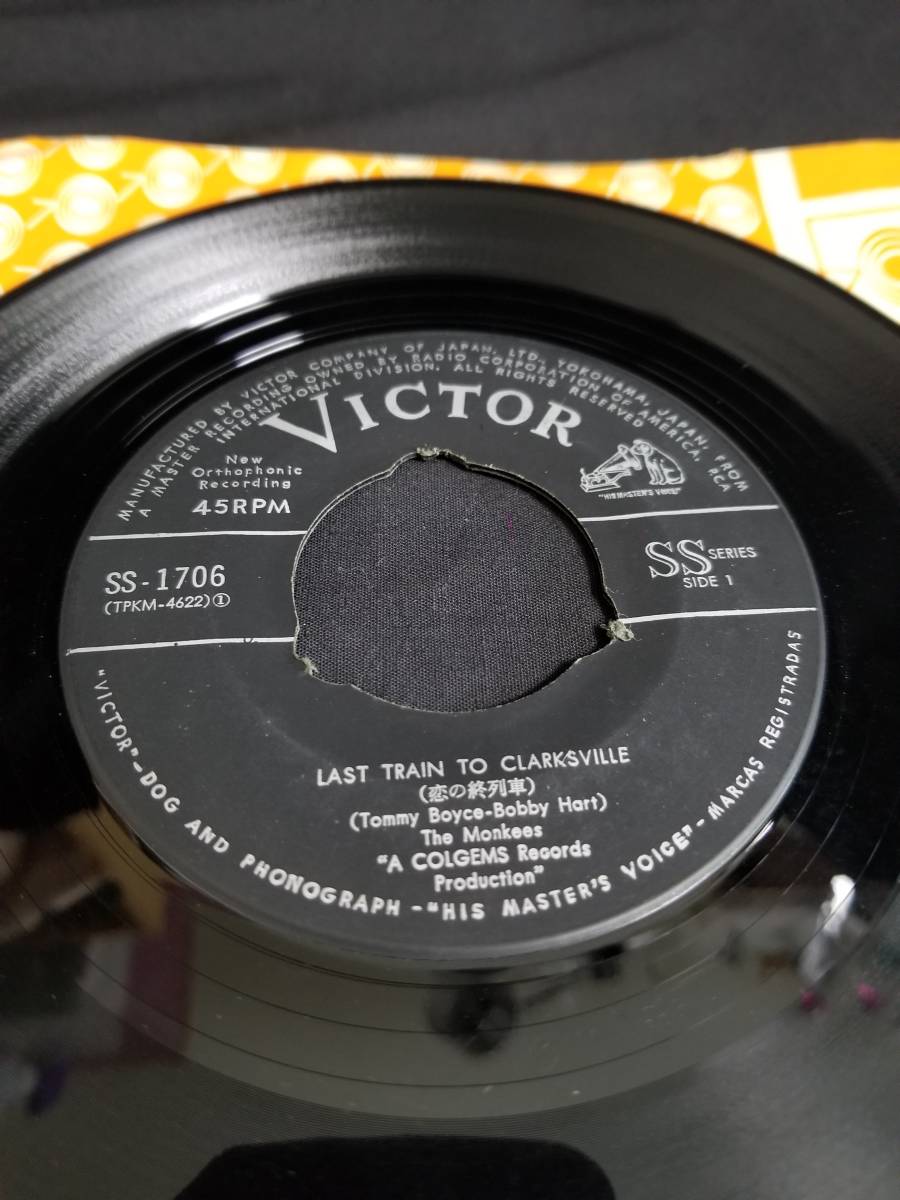 MANUFACTURED BY VICTOR COMPANY OF JAPAN, LTD. YOKOHAMA, JAPAN, FROM
A MASTER RECORDING OWNED BY RADIO CORPORATION OF AMERICA, RCA
INTERNATIONAL DIVISION. ALL RIGHTS RESERVED
VICTOR
New
Orthophonic
Recording
45RPM
"HIS MASTER'S VOICE"
SS-1706
(TPKM-4622)①
SS SERIES
SIDE 1
LAST TRAIN TO CLARKSVILLE
(恋の終列車)
(Tommy Boyce-Bobby Hart)
The Monkees
"A COLGEMS Records
Production"
"VICTOR"-DOG AND PHONOGRAPH-"HIS MASTER'S VOICE"-MARCAS REGISTRADAS